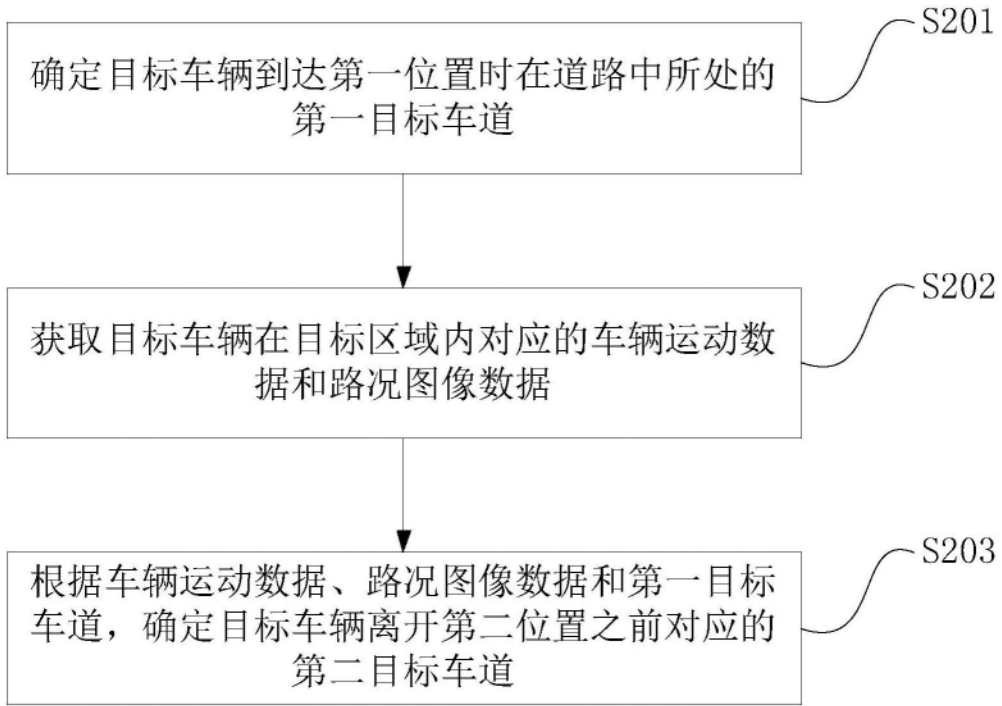 S201
确定目标车辆到达第一位置时在道路中所处的
第一目标车道
S202
获取目标车辆在目标区域内对应的车辆运动数
据和路况图像数据
S203
根据车辆运动数据、路况图像数据和第一目标
车道，确定目标车辆离开第二位置之前对应的
第二目标车道